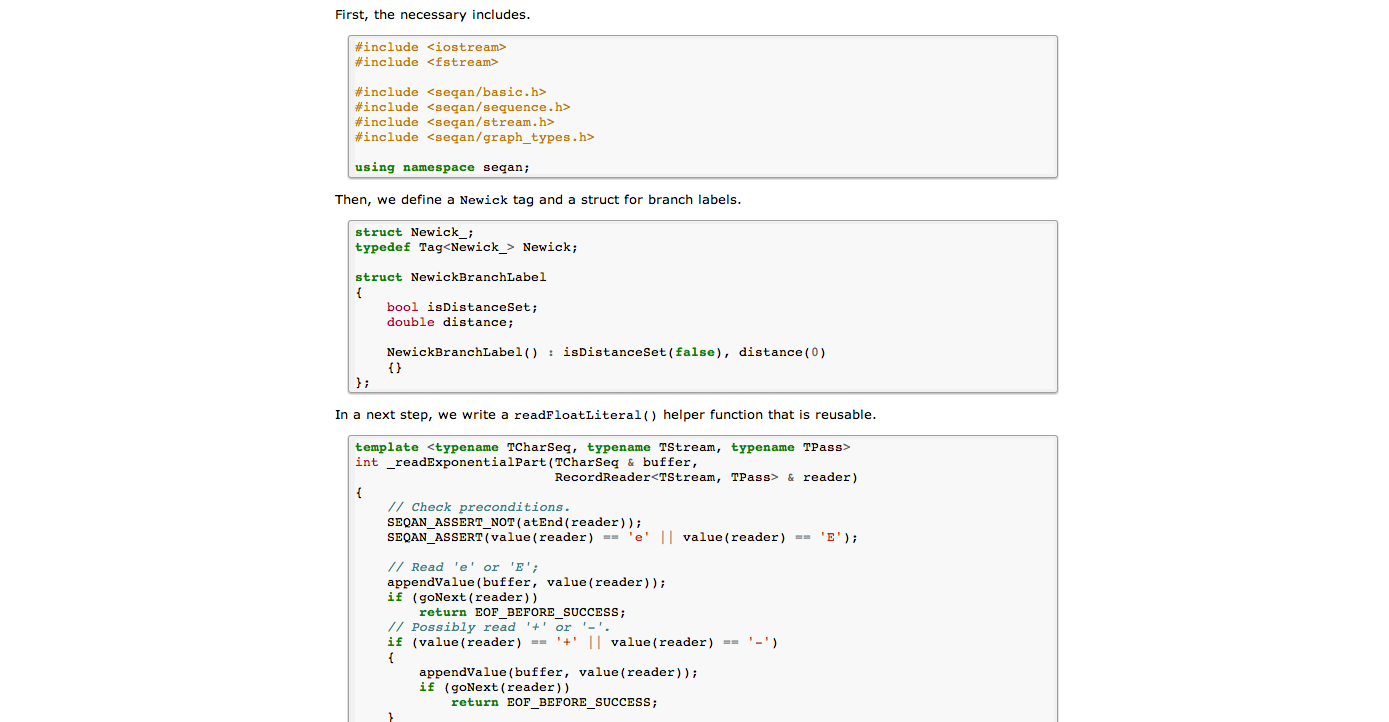 First, the necessary includes.
#include <iostream>
#include <fstream>
#include <seqan/basic.h>
#include <seqan/sequence.h>
#include <seqan/stream.h>
#include <seqan/graph_types.h>
using namespace seqan;
Then, we define a Newick tag and a struct for branch labels.
struct Newick_;
typedef Tag<Newick_> Newick;
struct NewickBranchLabel
{
    bool isDistanceSet;
    double distance;
    NewickBranchLabel() : isDistanceSet(false), distance(0)
    {}
};
In a next step, we write a readFloatLiteral() helper function that is reusable.
template <typename TCharSeq, typename TStream, typename TPass>
int _readExponentialPart(TCharSeq & buffer,
                         RecordReader<TStream, TPass> & reader)
{
    // Check preconditions.
    SEQAN_ASSERT_NOT(atEnd(reader));
    SEQAN_ASSERT(value(reader) == 'e' || value(reader) == 'E');
    // Read 'e' or 'E';
    appendValue(buffer, value(reader));
    if (goNext(reader))
        return EOF_BEFORE_SUCCESS;
    // Possibly read '+' or '-'.
    if (value(reader) == '+' || value(reader) == '-')
    {
        appendValue(buffer, value(reader));
        if (goNext(reader))
            return EOF_BEFORE_SUCCESS;
    }